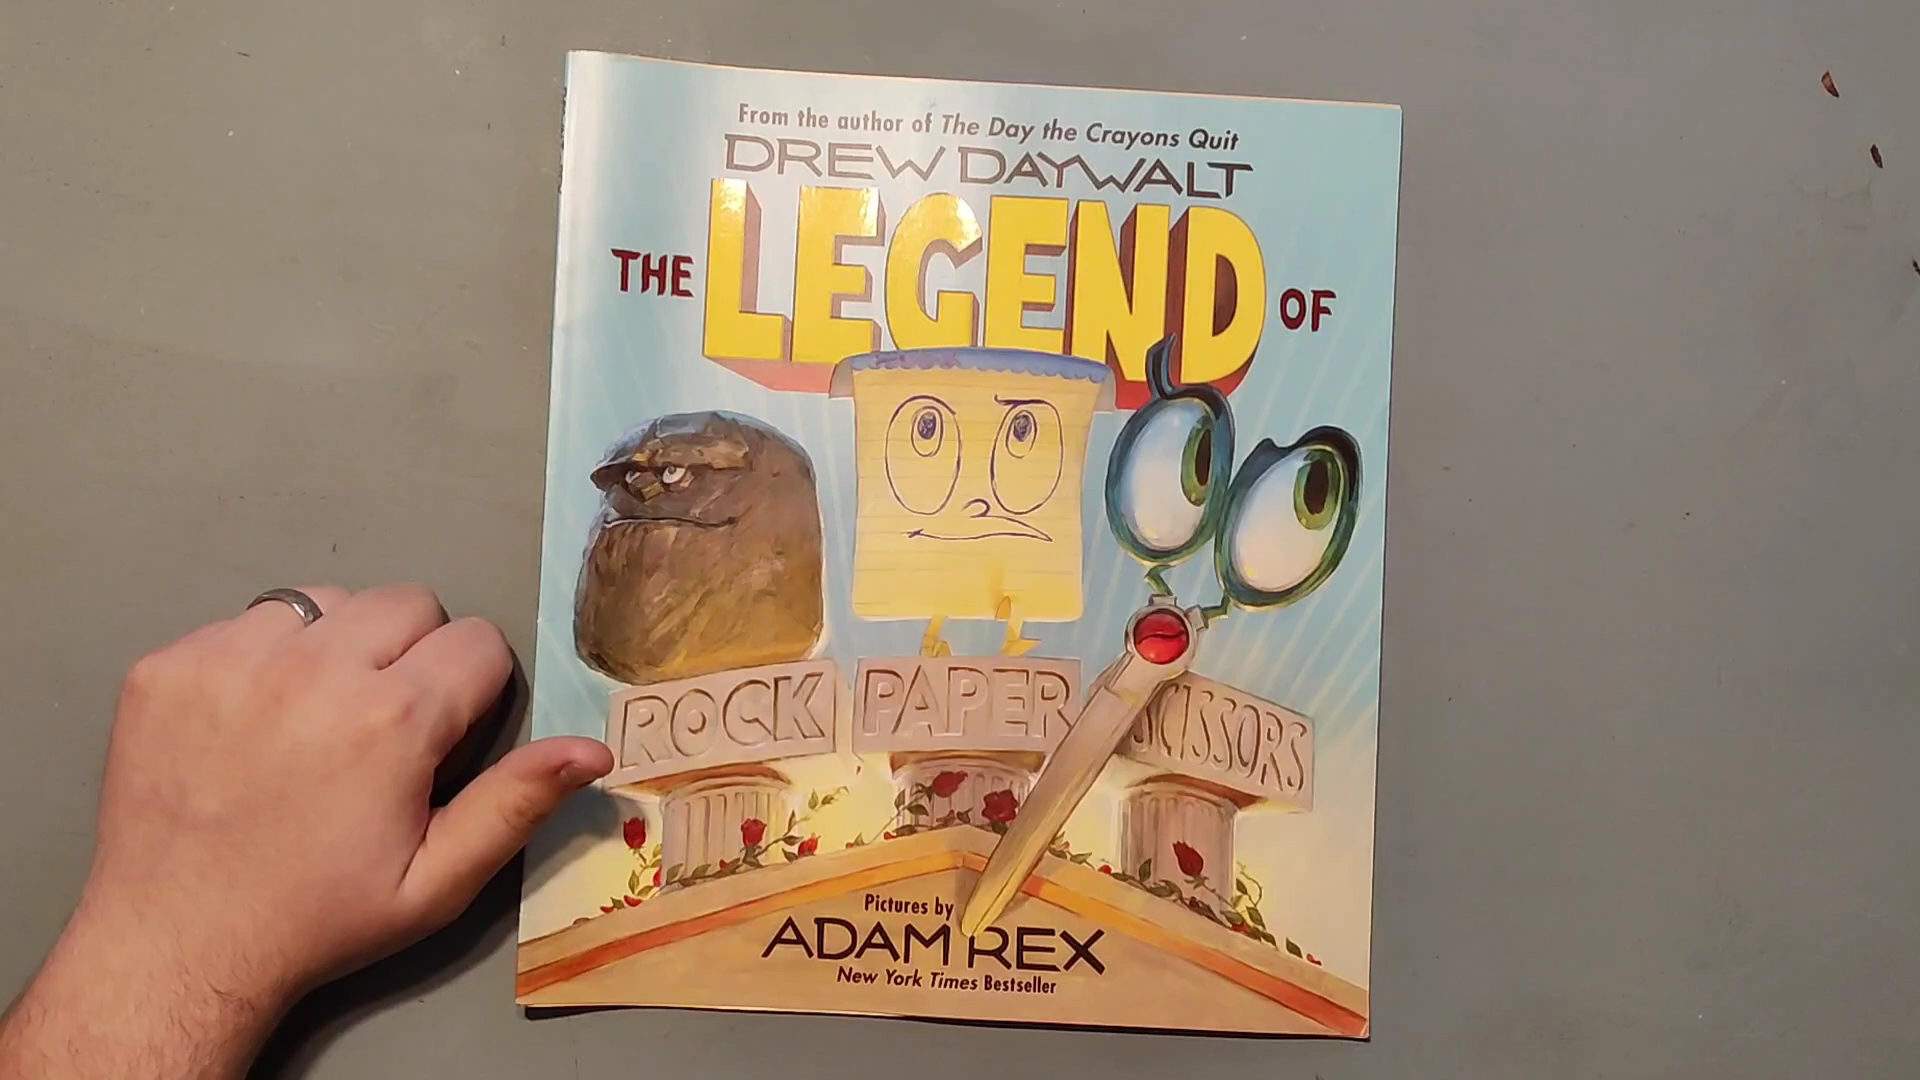 From the author of The Day the Crayons Quit
DREW DAYWALT
THE LEGEND OF
ROCK PAPER SCISSORS
Pictures by
ADAM REX
New York Times Bestseller